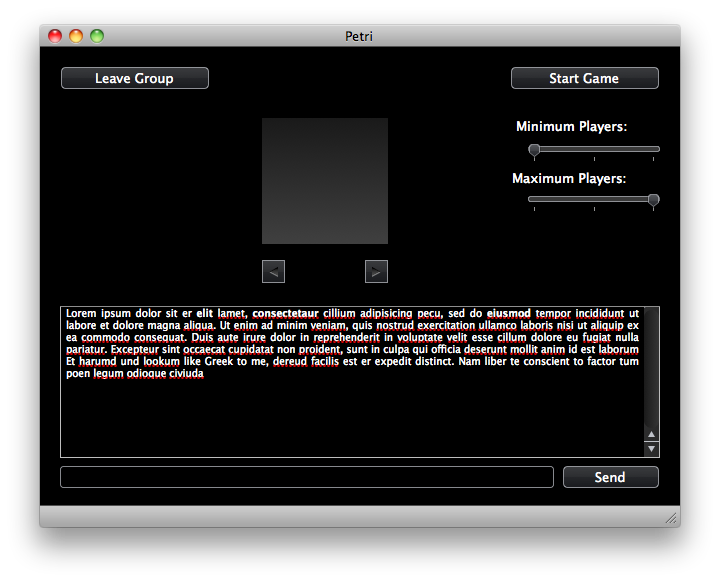 Petri
Leave Group
Start Game
Minimum Players:
Maximum Players:
<
>
Lorem ipsum dolor sit er elit lamet, consectetaur cillium adipisicing pecu, sed do eiusmod tempor incididunt ut
labore et dolore magna aliqua. Ut enim ad minim veniam, quis nostrud exercitation ullamco laboris nisi ut aliquip ex
ea commodo consequat. Duis aute irure dolor in reprehenderit in voluptate velit esse cillum dolore eu fugiat nulla
pariatur. Excepteur sint occaecat cupidatat non proident, sunt in culpa qui officia deserunt mollit anim id est laborum
Et harumd und lookum like Greek to me, dereud facilis est er expedit distinct. Nam liber te conscient to factor tum
poen legum odioque civiuda
Send